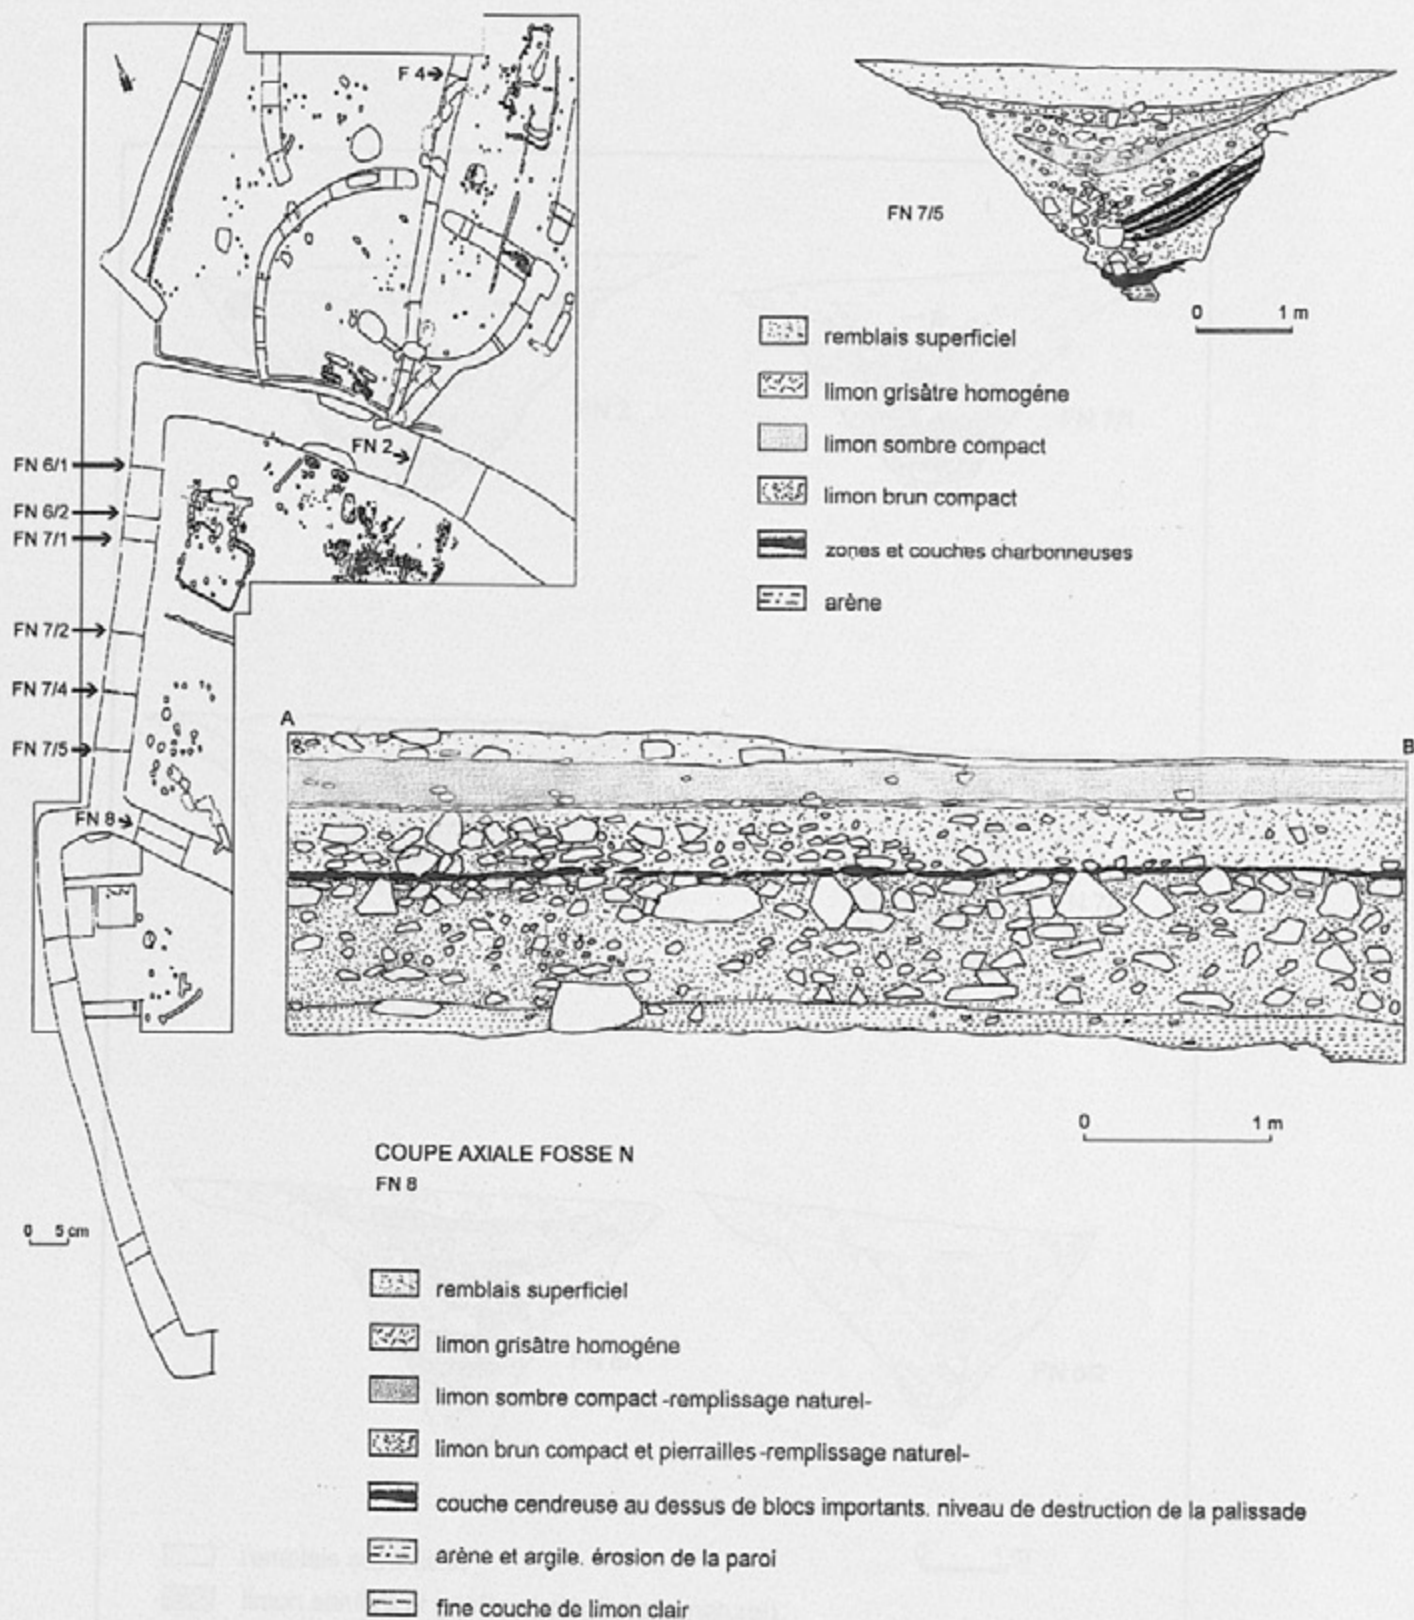 F 4
FN 7/5
0 1 m
remblais superficiel
limon grisâtre homogéne
limon sombre compact
limon brun compact
zones et couches charbonneuses
arène
FN 2
FN 6/1
FN 6/2
FN 7/1
FN 7/2
FN 7/4
FN 7/5
FN 8
A
B
0 1 m
0 5 cm
COUPE AXIALE FOSSE N
FN 8
remblais superficiel
limon grisâtre homogéne
limon sombre compact -remplissage naturel-
limon brun compact et pierrailles -remplissage naturel-
couche cendreuse au dessus de blocs importants. niveau de destruction de la palissade
arène et argile. érosion de la paroi
fine couche de limon clair